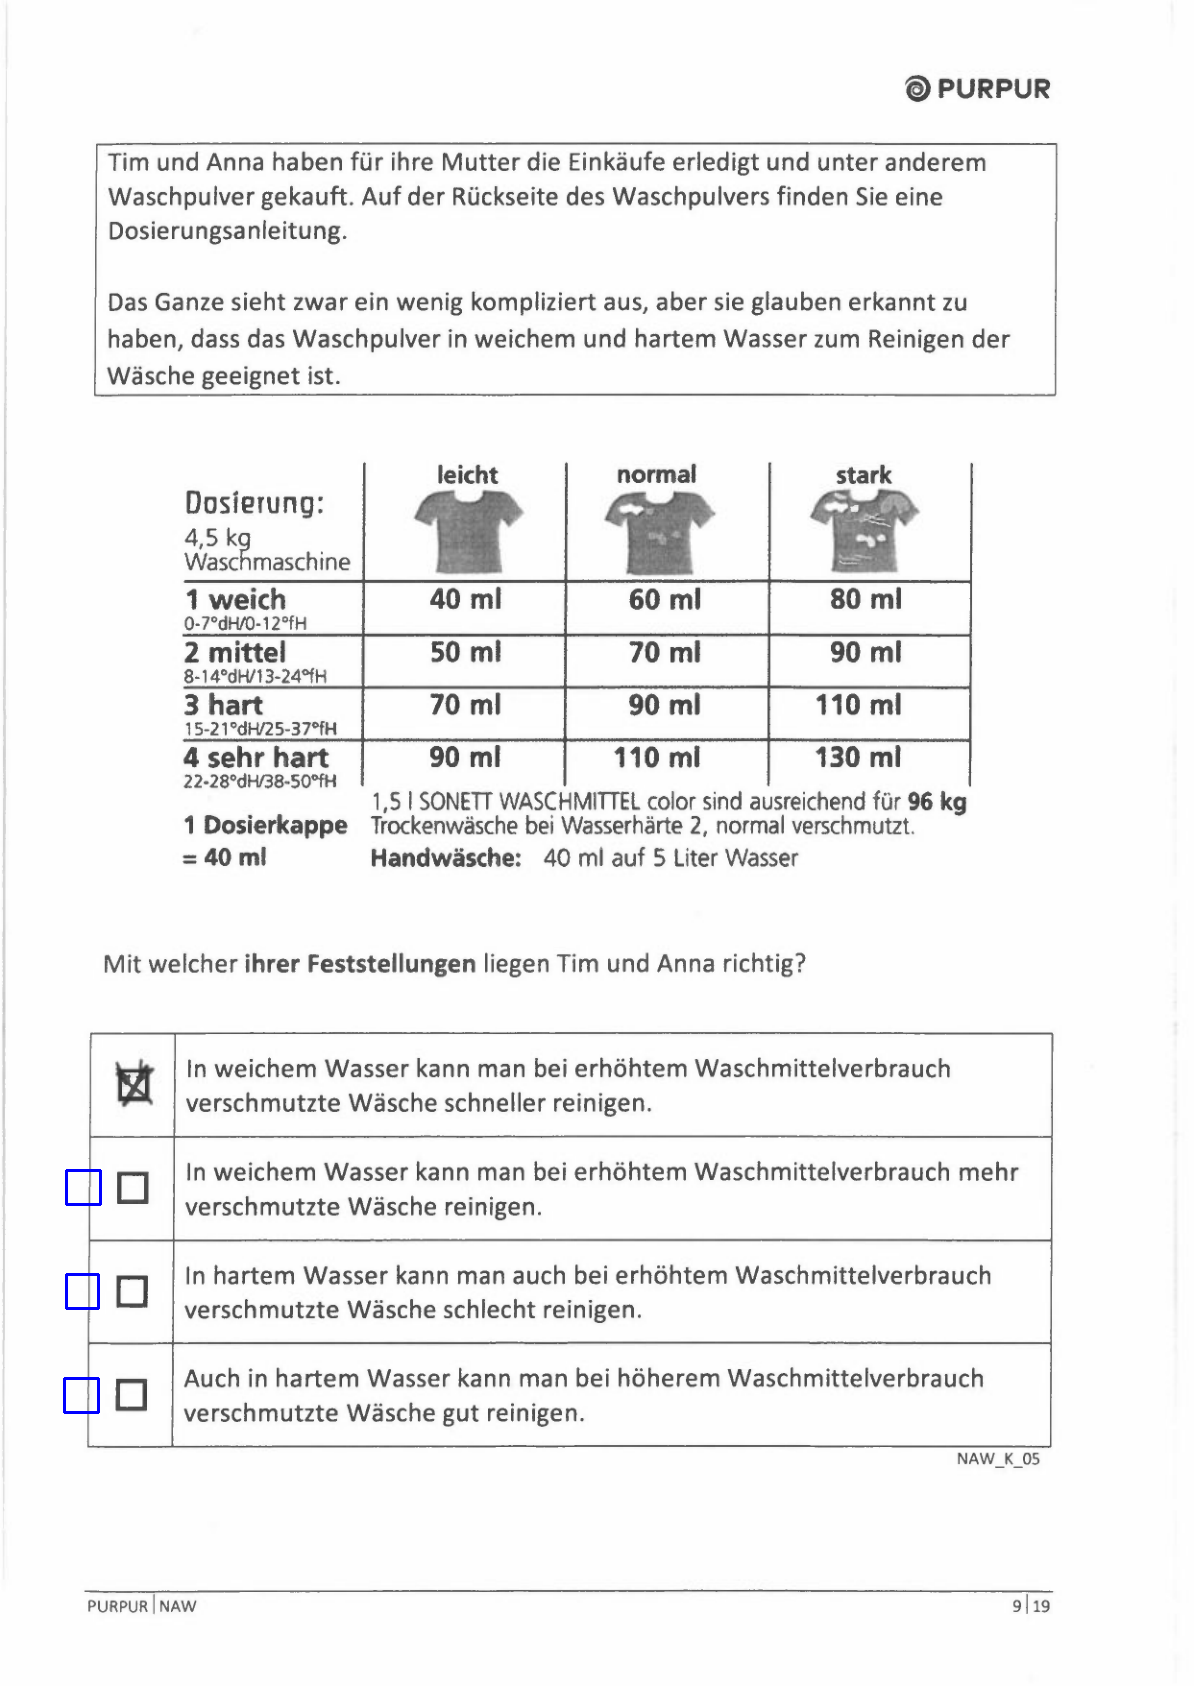 PURPUR
Tim und Anna haben für ihre Mutter die Einkäufe erledigt und unter anderem
Waschpulver gekauft. Auf der Rückseite des Waschpulvers finden Sie eine
Dosierungsanleitung.
Das Ganze sieht zwar ein wenig kompliziert aus, aber sie glauben erkannt zu
haben, dass das Waschpulver in weichem und hartem Wasser zum Reinigen der
Wäsche geeignet ist.
leicht normal stark
Dosierung:
4,5 kg
Waschmaschine
1 weich 40 ml 60 ml 80 ml
0-7°dH/0-12°fH
2 mittel 50 ml 70 ml 90 ml
8-14°dH/13-24°fH
3 hart 70 ml 90 ml 110 ml
15-21°dH/25-37°fH
4 sehr hart 90 ml 110 ml 130 ml
22-28°dH/38-50°fH
1,5 l SONETT WASCHMITTEL color sind ausreichend für 96 kg
1 Dosierkappe Trockenwäsche bei Wasserhärte 2, normal verschmutzt.
= 40 ml Handwäsche: 40 ml auf 5 Liter Wasser
Mit welcher ihrer Feststellungen liegen Tim und Anna richtig?
In weichem Wasser kann man bei erhöhtem Waschmittelverbrauch
verschmutzte Wäsche schneller reinigen.
In weichem Wasser kann man bei erhöhtem Waschmittelverbrauch mehr
verschmutzte Wäsche reinigen.
In hartem Wasser kann man auch bei erhöhtem Waschmittelverbrauch
verschmutzte Wäsche schlecht reinigen.
Auch in hartem Wasser kann man bei höherem Waschmittelverbrauch
verschmutzte Wäsche gut reinigen.
NAW_K_05
PURPUR | NAW 9 | 19